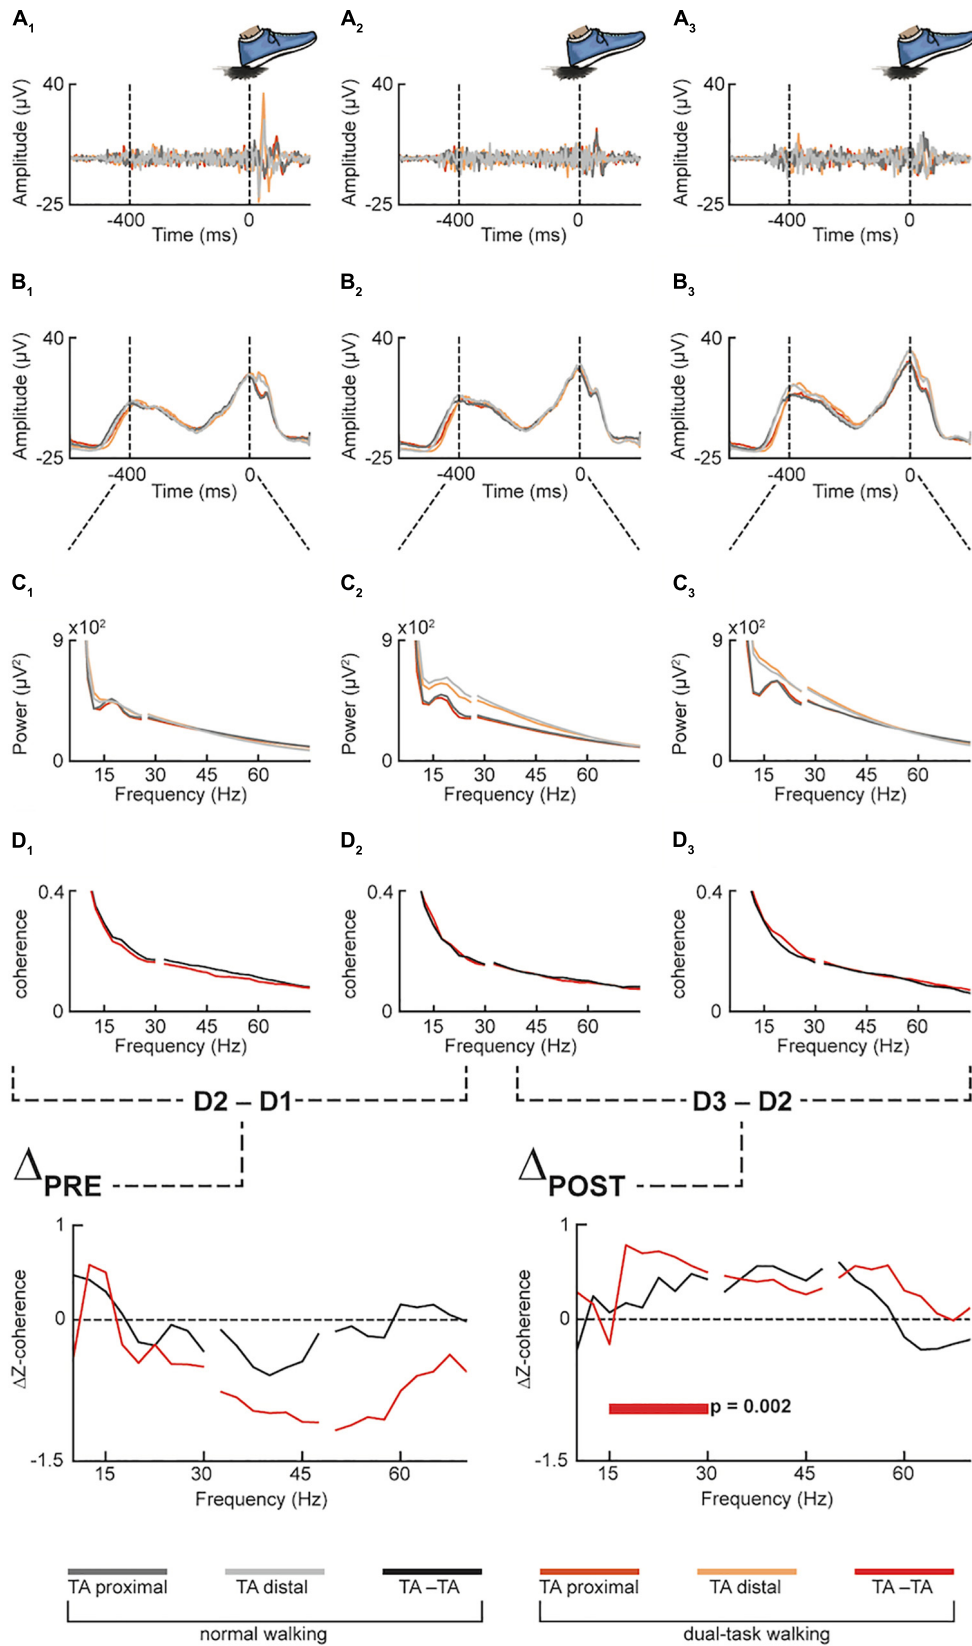 A1 A2 A3
40 40 40
Amplitude (µV) Amplitude (µV) Amplitude (µV)
-25 -25 -25
-400 0 -400 0 -400 0
Time (ms) Time (ms) Time (ms)
B1 B2 B3
40 40 40
Amplitude (µV) Amplitude (µV) Amplitude (µV)
-25 -25 -25
-400 0 -400 0 -400 0
Time (ms) Time (ms) Time (ms)
C1 C2 C3
x10² x10² x10²
9 9 9
Power (µV²) Power (µV²) Power (µV²)
0 0 0
15 30 45 60 15 30 45 60 15 30 45 60
Frequency (Hz) Frequency (Hz) Frequency (Hz)
D1 D2 D3
0.4 0.4 0.4
coherence coherence coherence
0 0 0
15 30 45 60 15 30 45 60 15 30 45 60
Frequency (Hz) Frequency (Hz) Frequency (Hz)
D2 – D1 D3 – D2
ΔPRE ΔPOST
1 1
ΔZ-coherence ΔZ-coherence
0 0
p = 0.002
-1.5 -1.5
15 30 45 60 15 30 45 60
Frequency (Hz) Frequency (Hz)
TA proximal TA distal TA –TA TA proximal TA distal TA –TA
normal walking dual-task walking